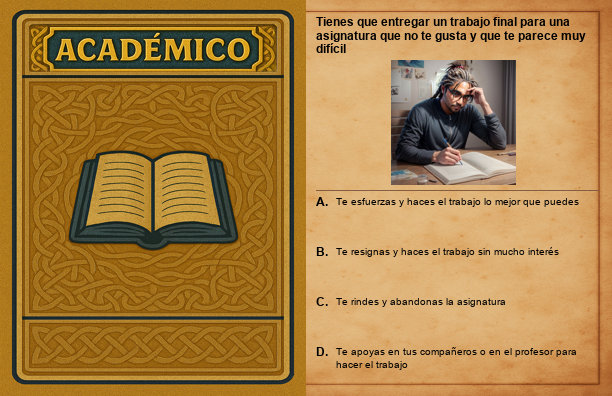 ACADÉMICO
Tienes que entregar un trabajo final para una
asignatura que no te gusta y que te parece muy
difícil
A. Te esfuerzas y haces el trabajo lo mejor que puedes
B. Te resignas y haces el trabajo sin mucho interés
C. Te rindes y abandonas la asignatura
D. Te apoyas en tus compañeros o en el profesor para
hacer el trabajo